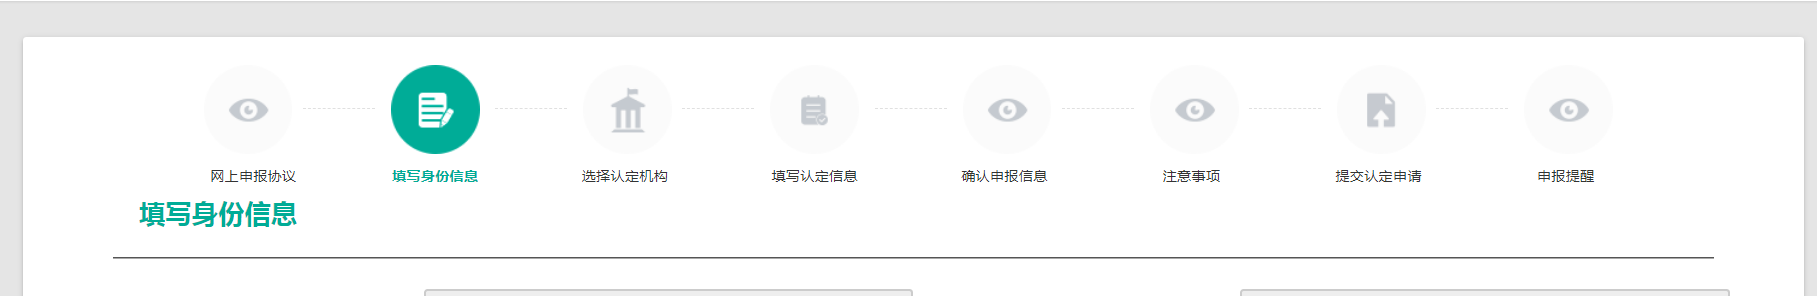 网上申报协议
填写身份信息
选择认定机构
填写认定信息
确认申报信息
注意事项
提交认定申请
申报提醒
填写身份信息